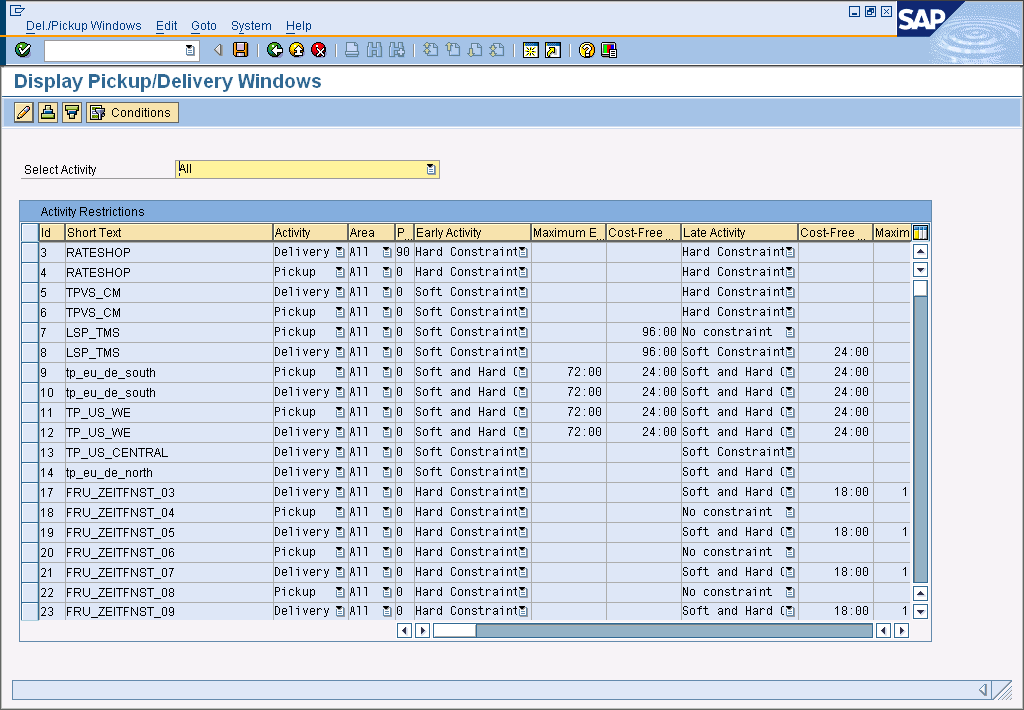 Del./Pickup Windows Edit Goto System Help
SAP
Display Pickup/Delivery Windows
Conditions
Select Activity All
Activity Restrictions
Id Short Text Activity Area P... Early Activity Maximum E... Cost-Free ... Late Activity Cost-Free ... Maxim
3 RATESHOP Delivery All 90 Hard Constraint Hard Constraint
4 RATESHOP Pickup All 0 Hard Constraint Hard Constraint
5 TPVS_CM Delivery All 0 Soft Constraint Hard Constraint
6 TPVS_CM Pickup All 0 Soft Constraint Hard Constraint
7 LSP_TMS Pickup All 0 Soft Constraint 96:00 No constraint
8 LSP_TMS Delivery All 0 Soft Constraint 96:00 Soft Constraint 24:00
9 tp_eu_de_south Pickup All 0 Soft and Hard C 72:00 24:00 Soft and Hard C 24:00
10 tp_eu_de_south Delivery All 0 Soft and Hard C 72:00 24:00 Soft and Hard C 24:00
11 TP_US_WE Pickup All 0 Soft and Hard C 72:00 24:00 Soft and Hard C 24:00
12 TP_US_WE Delivery All 0 Soft and Hard C 72:00 24:00 Soft and Hard C 24:00
13 TP_US_CENTRAL Delivery All 0 Soft Constraint Soft Constraint
14 tp_eu_de_north Delivery All 0 Soft Constraint Soft and Hard C
17 FRU_ZEITFNST_03 Delivery All 0 Hard Constraint Soft and Hard C 18:00 1
18 FRU_ZEITFNST_04 Pickup All 0 Hard Constraint No constraint
19 FRU_ZEITFNST_05 Delivery All 0 Hard Constraint Soft and Hard C 18:00 1
20 FRU_ZEITFNST_06 Pickup All 0 Hard Constraint No constraint
21 FRU_ZEITFNST_07 Delivery All 0 Hard Constraint Soft and Hard C 18:00 1
22 FRU_ZEITFNST_08 Pickup All 0 Hard Constraint No constraint
23 FRU_ZEITFNST_09 Delivery All 0 Hard Constraint Soft and Hard C 18:00 1